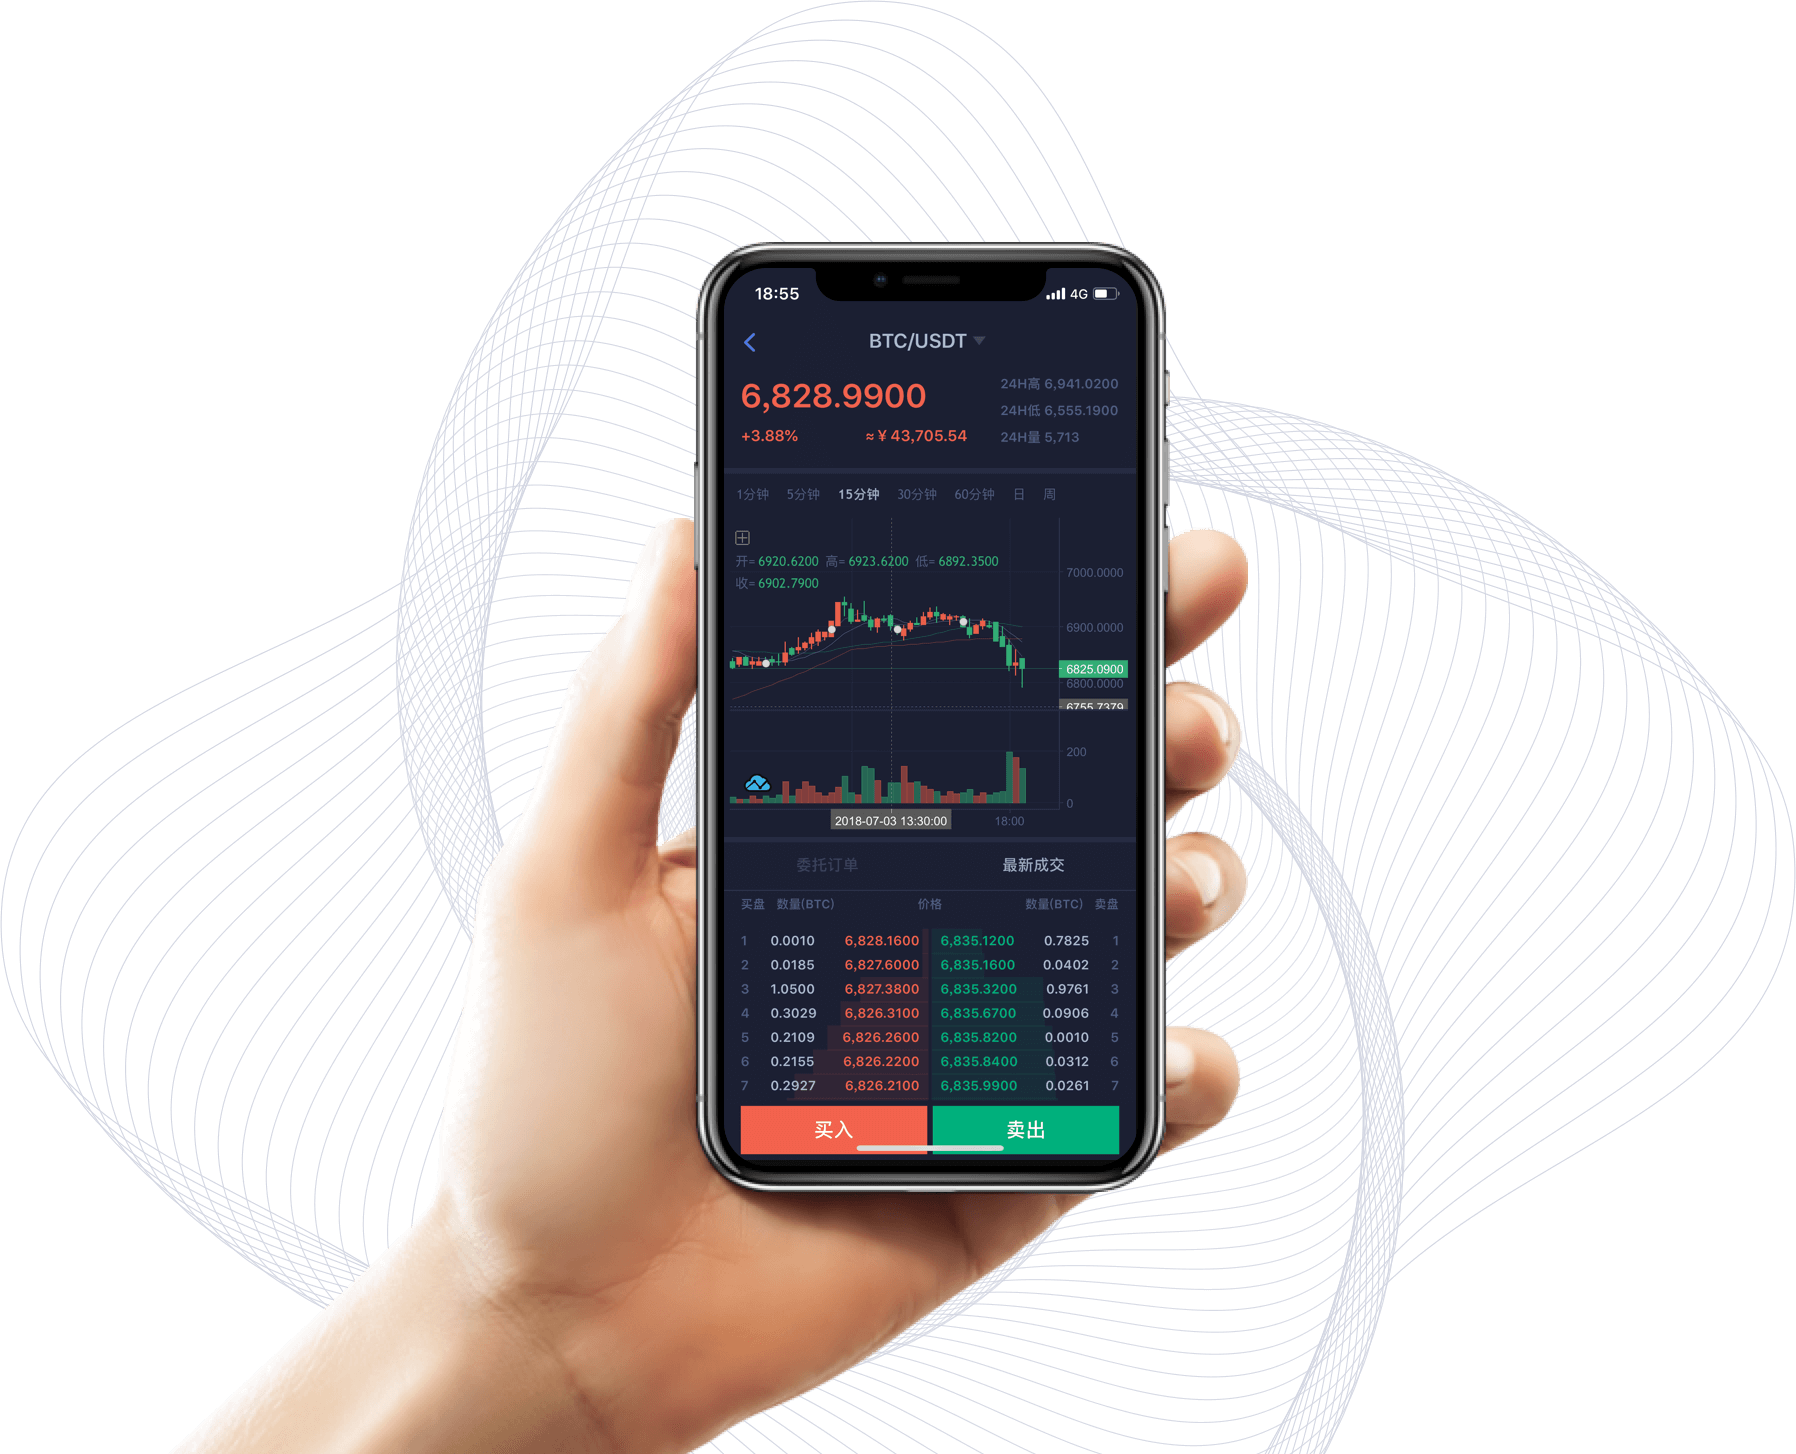 18:55 4G
BTC/USDT
6,828.9900
24H高 6,941.0200
24H低 6,555.1900
+3.88% ≈ ¥ 43,705.54
24H量 5,713
1分钟 5分钟 15分钟 30分钟 60分钟 日 周
开= 6920.6200 高= 6923.6200 低= 6892.3500
收= 6902.7900
7000.0000
6900.0000
6825.0900
6800.0000
6755.7379
200
0
2018-07-03 13:30:00 18:00
委托订单 最新成交
买盘 数量(BTC) 价格 数量(BTC) 卖盘
1 0.0010 6,828.1600 6,835.1200 0.7825 1
2 0.0185 6,827.6000 6,835.1600 0.0402 2
3 1.0500 6,827.3800 6,835.3200 0.9761 3
4 0.3029 6,826.3100 6,835.6700 0.0906 4
5 0.2109 6,826.2600 6,835.8200 0.0010 5
6 0.2155 6,826.2200 6,835.8400 0.0312 6
7 0.2927 6,826.2100 6,835.9900 0.0261 7
买入 卖出